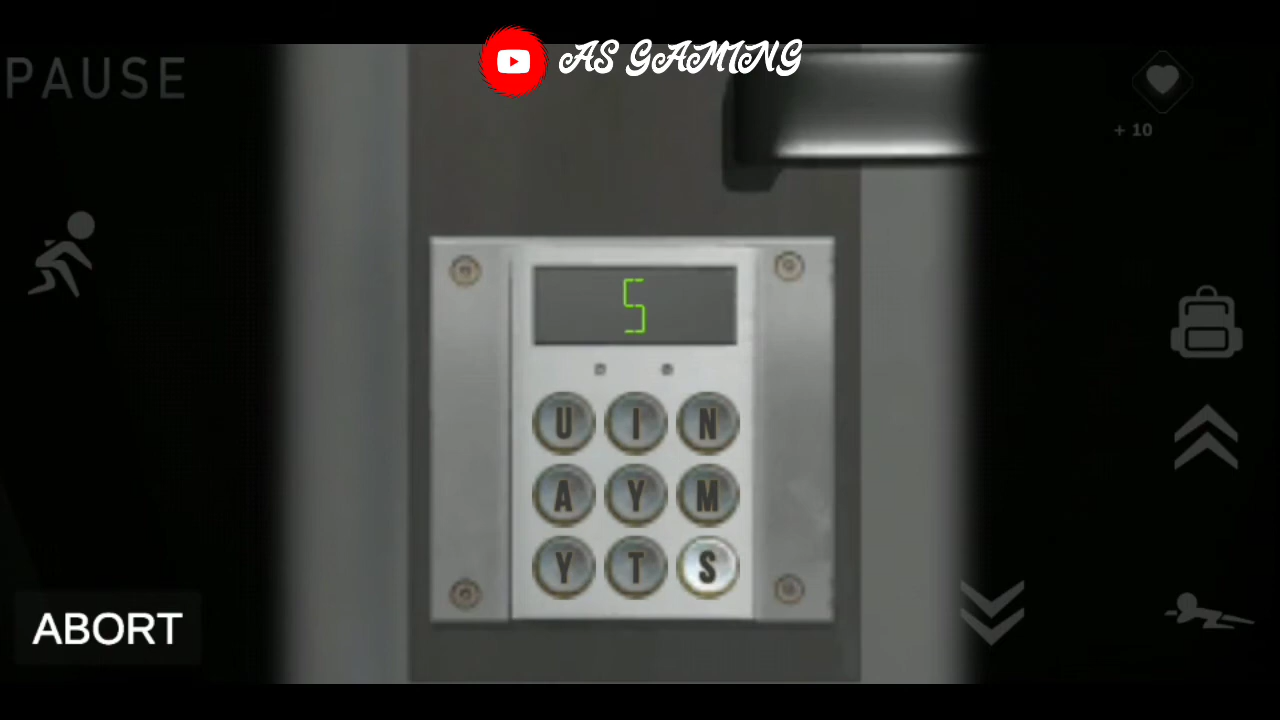 AS GAMING
PAUSE
+ 10
S
U I N
A Y M
Y T S
ABORT